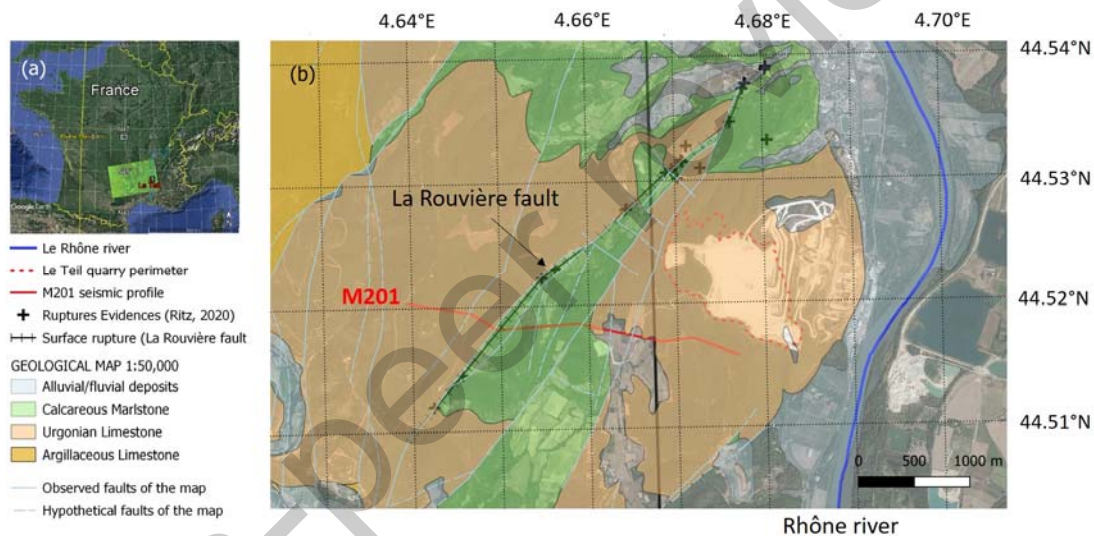 4.64°E 4.66°E 4.68°E 4.70°E
(a)
France
(b)
44.54°N
44.53°N
44.52°N
44.51°N
La Rouvière fault
M201
Le Rhône river
Le Teil quarry perimeter
M201 seismic profile
Ruptures Evidences (Ritz, 2020)
Surface rupture (La Rouvière fault
GEOLOGICAL MAP 1:50,000
Alluvial/fluvial deposits
Calcareous Marlstone
Urgonian Limestone
Argillaceous Limestone
Observed faults of the map
Hypothetical faults of the map
0 500 1000 m
Rhône river